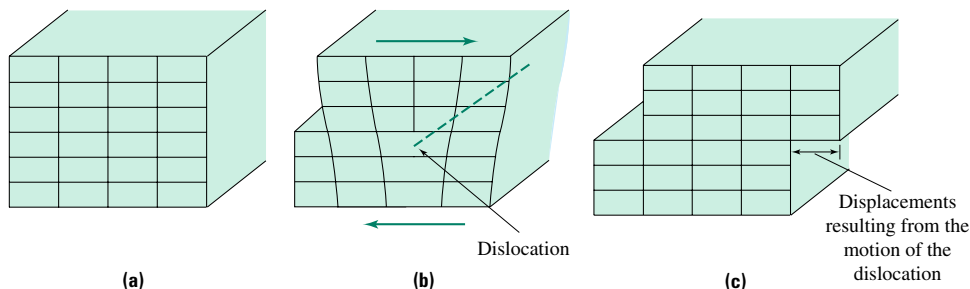 Dislocation
Displacements
resulting from the
motion of the
dislocation
(a)
(b)
(c)